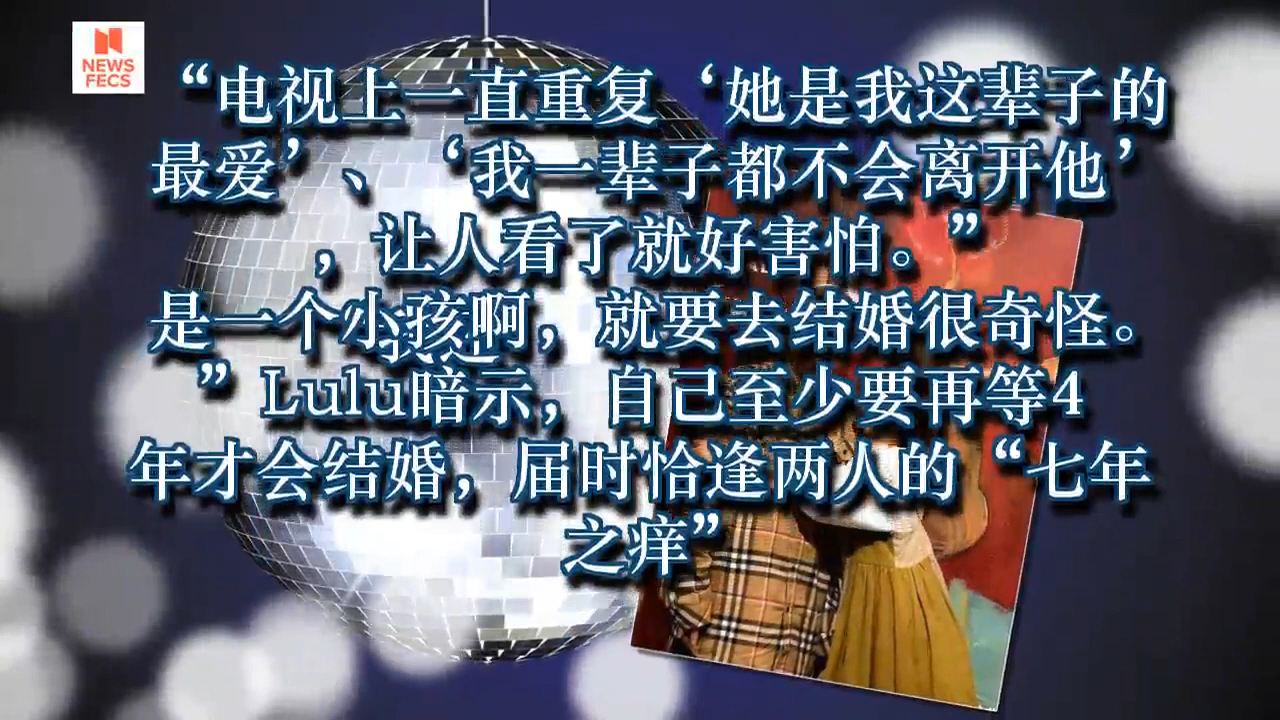 NEWS
FECS
“电视上一直重复‘她是我这辈子的
最爱’、‘我一辈子都不会离开他’
，让人看了就好害怕。”
是一个小孩啊，就要去结婚很奇怪。
”Lulu暗示，自己至少要再等4
年才会结婚，届时恰逢两人的“七年
之痒”